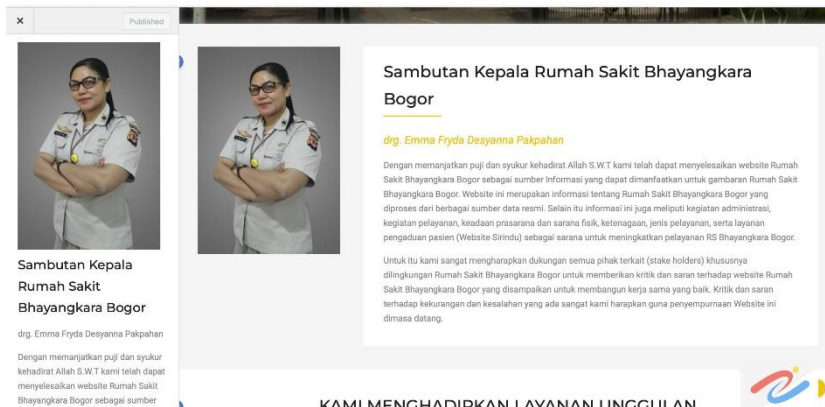 × Published
Sambutan Kepala
Rumah Sakit
Bhayangkara Bogor
drg. Emma Fryda Desyanna Pakpahan
Dengan memanjatkan puji dan syukur
kehadirat Allah S.W.T kami telah dapat
menyelesaikan website Rumah Sakit
Bhayangkara Bogor sebagai sumber
Sambutan Kepala Rumah Sakit Bhayangkara
Bogor
drg. Emma Fryda Desyanna Pakpahan
Dengan memanjatkan puji dan syukur kehadirat Allah S.W.T kami telah dapat menyelesaikan website Rumah
Sakit Bhayangkara Bogor sebagai sumber Informasi yang dapat dimanfaatkan untuk gambaran Rumah Sakit
Bhayangkara Bogor. Website ini merupakan informasi tentang Rumah Sakit Bhayangkara Bogor yang
diproses dari berbagai sumber data resmi. Selain itu informasi ini juga meliputi kegiatan administrasi,
kegiatan pelayanan, keadaan prasarana dan sarana fisik, ketenagaan, jenis pelayanan, serta layanan
pengaduan pasien (Website Sirindu) sebagai sarana untuk meningkatkan pelayanan RS Bhayangkara Bogor.
Untuk itu kami sangat mengharapkan dukungan semua pihak terkait (stake holders) khususnya
dilingkungan Rumah Sakit Bhayangkara Bogor untuk memberikan kritik dan saran terhadap website Rumah
Sakit Bhayangkara Bogor yang disampaikan untuk membangun kerja sama yang baik. Kritik dan saran
terhadap kekurangan dan kesalahan yang ada sangat kami harapkan guna penyempurnaan Website ini
dimasa datang.
KAMI MENGHADIRKAN LAYANAN UNGGULAN